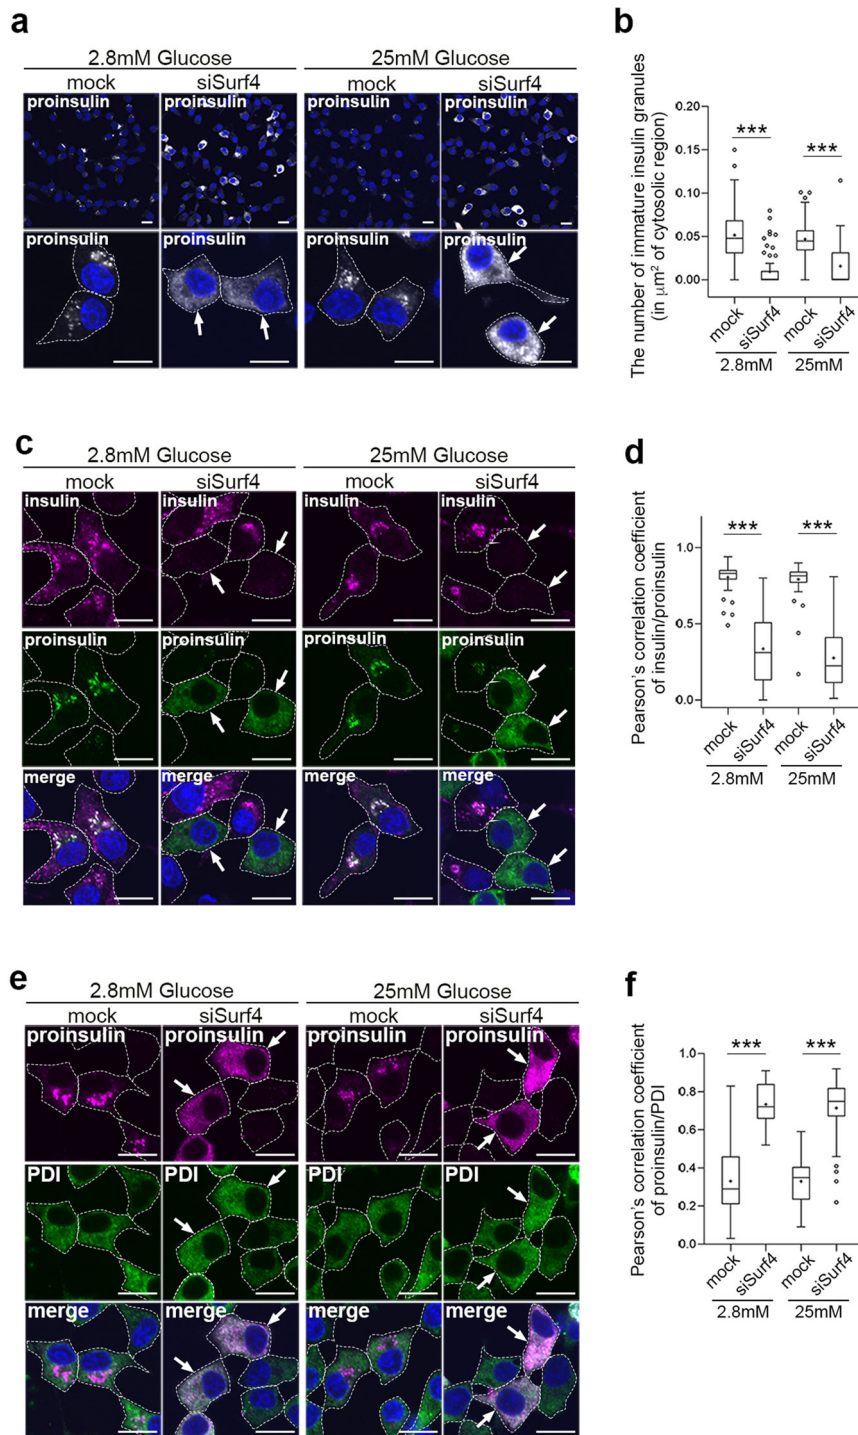 a
2.8mM Glucose
25mM Glucose
mock
siSurf4
mock
siSurf4
proinsulin
proinsulin
proinsulin
proinsulin
proinsulin
proinsulin
proinsulin
proinsulin
b
The number of immature insulin granules
(in μm² of cytosolic region)
0.20
0.15
0.10
0.05
0.00
***
***
mock
siSurf4
mock
siSurf4
2.8mM
25mM
c
2.8mM Glucose
25mM Glucose
mock
siSurf4
mock
siSurf4
insulin
insulin
insulin
insulin
proinsulin
proinsulin
proinsulin
proinsulin
merge
merge
merge
merge
d
Pearson's correlation coefficient
of insulin/proinsulin
1.0
0.5
0.0
***
***
mock
siSurf4
mock
siSurf4
2.8mM
25mM
e
2.8mM Glucose
25mM Glucose
mock
siSurf4
mock
siSurf4
proinsulin
proinsulin
proinsulin
proinsulin
PDI
PDI
PDI
PDI
merge
merge
merge
merge
f
Pearson's correlation coefficient
of proinsulin/PDI
1.0
0.8
0.6
0.4
0.2
0.0
***
***
mock
siSurf4
mock
siSurf4
2.8mM
25mM